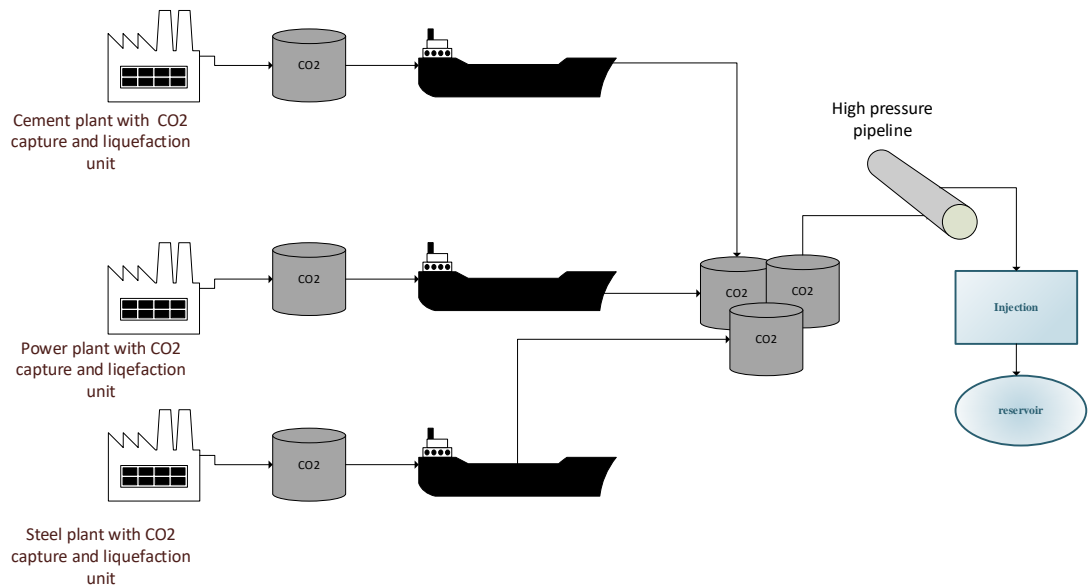 CO2
Cement plant with CO2
capture and liquefaction
unit
High pressure
pipeline
CO2
Power plant with CO2
capture and liqefaction
unit
CO2
CO2
CO2
Injection
reservoir
CO2
Steel plant with CO2
capture and liquefaction
unit